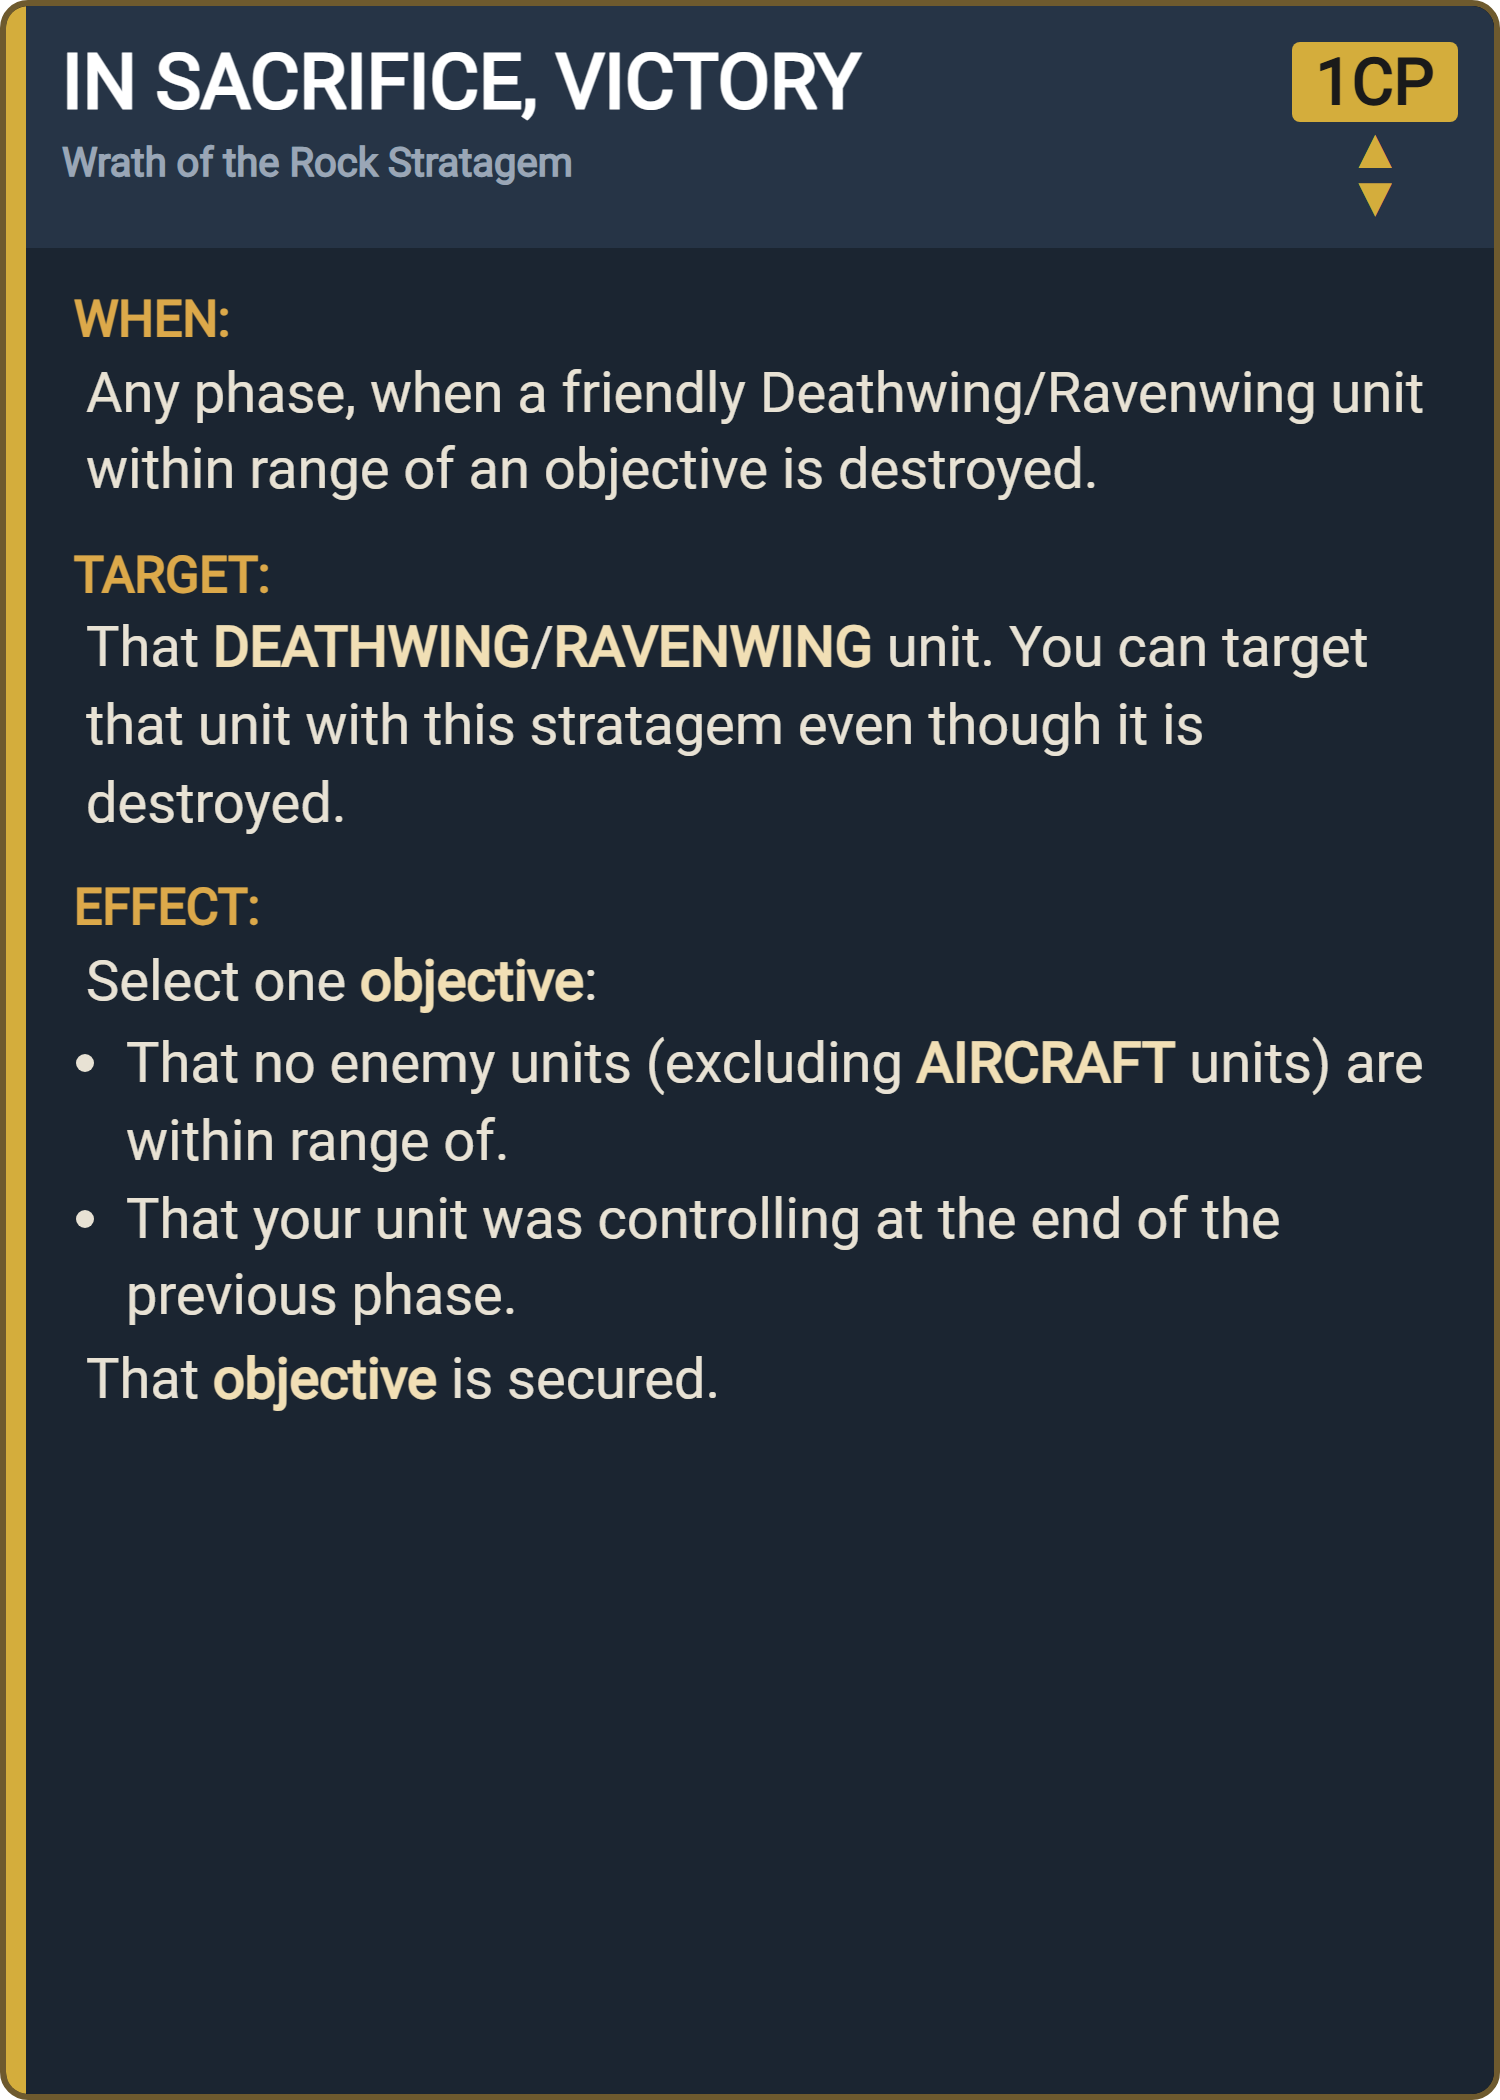 IN SACRIFICE, VICTORY
1CP
Wrath of the Rock Stratagem
▲
▼
WHEN:
Any phase, when a friendly Deathwing/Ravenwing unit
within range of an objective is destroyed.
TARGET:
That DEATHWING/RAVENWING unit. You can target
that unit with this stratagem even though it is
destroyed.
EFFECT:
Select one objective:
• That no enemy units (excluding AIRCRAFT units) are
within range of.
• That your unit was controlling at the end of the
previous phase.
That objective is secured.